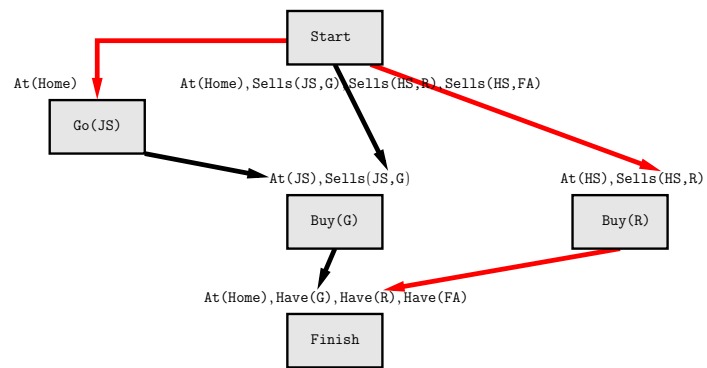 Start
At(Home)
At(Home),Sells(JS,G),Sells(HS,R),Sells(HS,FA)
Go(JS)
At(JS),Sells(JS,G)
At(HS),Sells(HS,R)
Buy(G)
Buy(R)
At(Home),Have(G),Have(R),Have(FA)
Finish